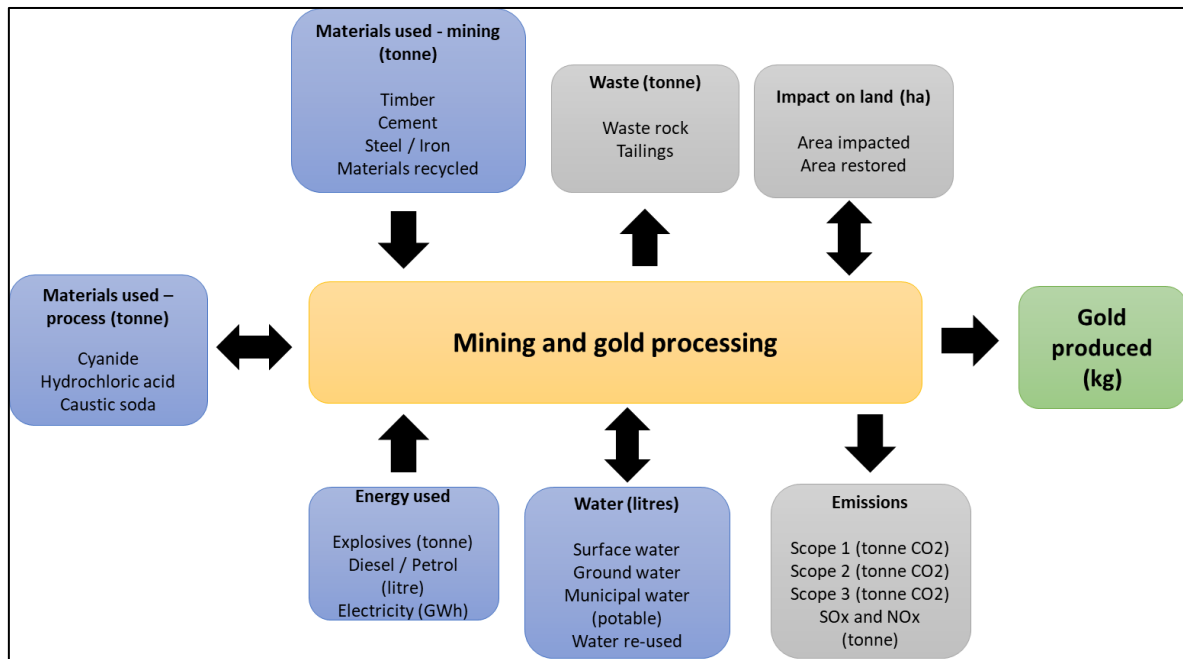 Materials used - mining
(tonne)
Timber
Cement
Steel / Iron
Materials recycled
Waste (tonne)
Waste rock
Tailings
Impact on land (ha)
Area impacted
Area restored
Materials used –
process (tonne)
Cyanide
Hydrochloric acid
Caustic soda
Mining and gold processing
Gold
produced
(kg)
Energy used
Explosives (tonne)
Diesel / Petrol
(litre)
Electricity (GWh)
Water (litres)
Surface water
Ground water
Municipal water
(potable)
Water re-used
Emissions
Scope 1 (tonne CO2)
Scope 2 (tonne CO2)
Scope 3 (tonne CO2)
SOx and NOx
(tonne)